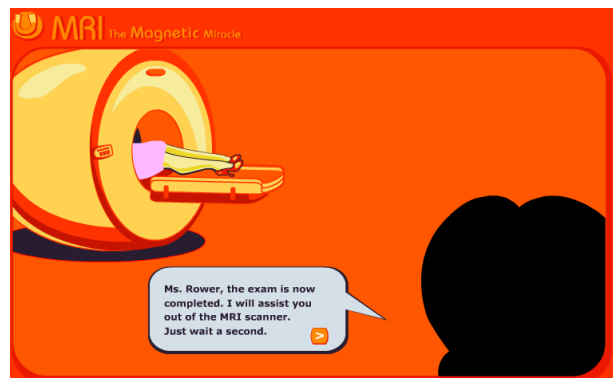 MRI The Magnetic Miracle
Ms. Rower, the exam is now
completed. I will assist you
out of the MRI scanner.
Just wait a second.
>